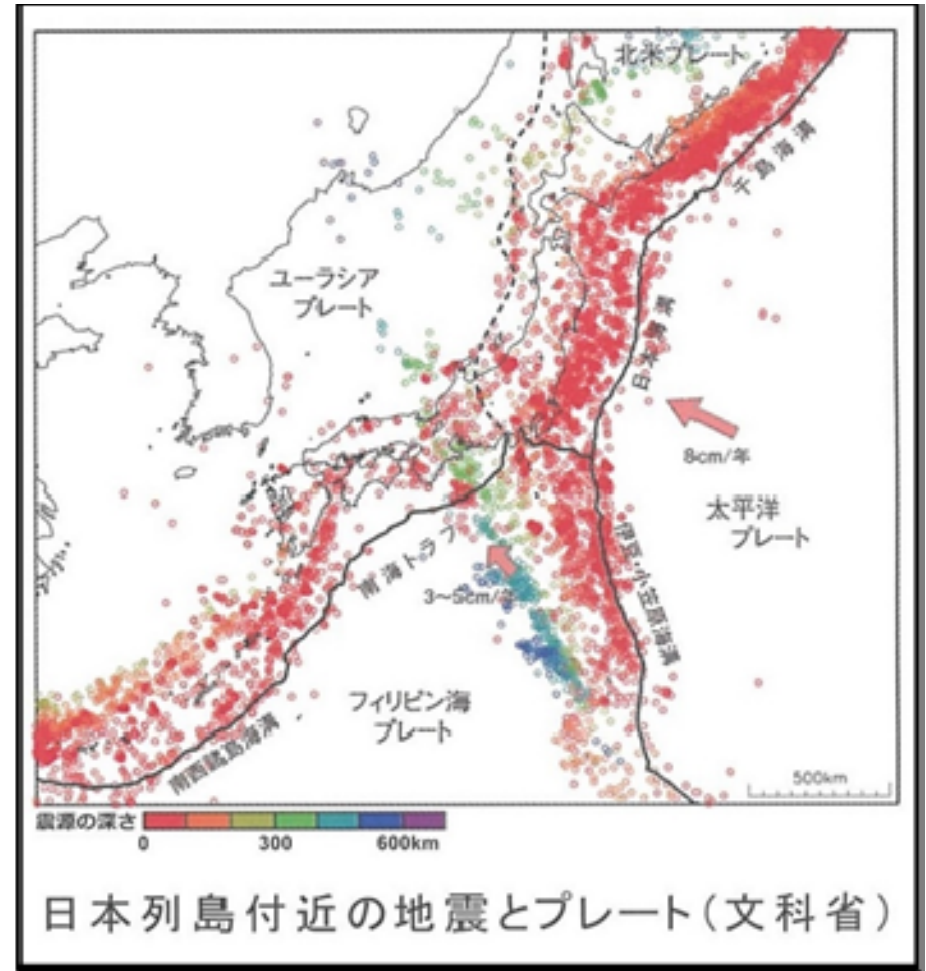 北米プレート
千島海溝
ユーラシア
プレート
日本海溝
8cm/年
太平洋
プレート
南海トラフ
3~5cm/年
伊豆・小笠原海溝
フィリピン海
プレート
南西諸島海溝
500km
震源の深さ
0 300 600km
日本列島付近の地震とプレート(文科省)